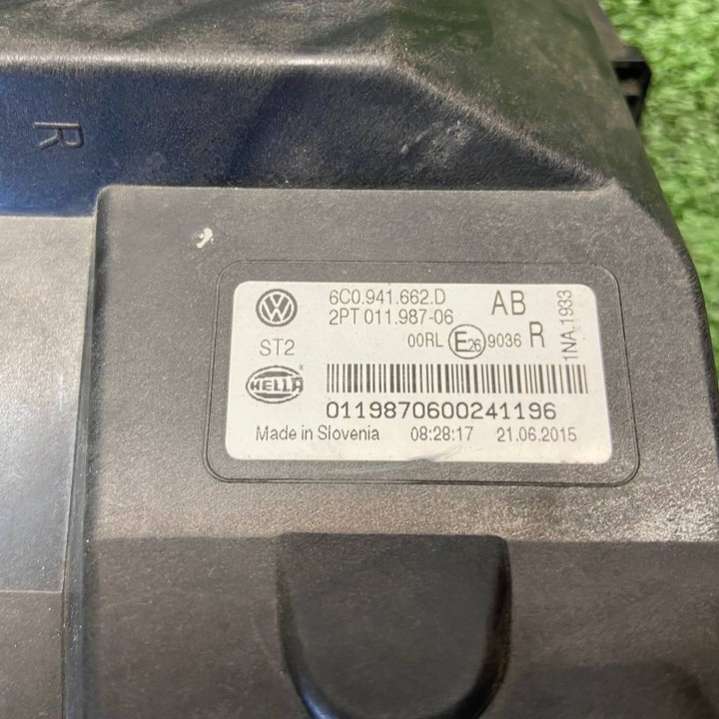 R
6C0.941.662.D AB
2PT 011.987-06
ST2 00RL E26 9036 R
1NA.1933
HELLA
0119870600241196
Made in Slovenia 08:28:17 21.06.2015